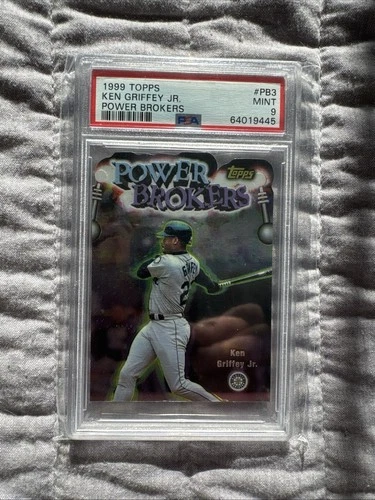 1999 TOPPS #PB3
KEN GRIFFEY JR. MINT
POWER BROKERS 9
PSA 64019445
POWER
BROKERS
Topps
Ken
Griffey Jr.